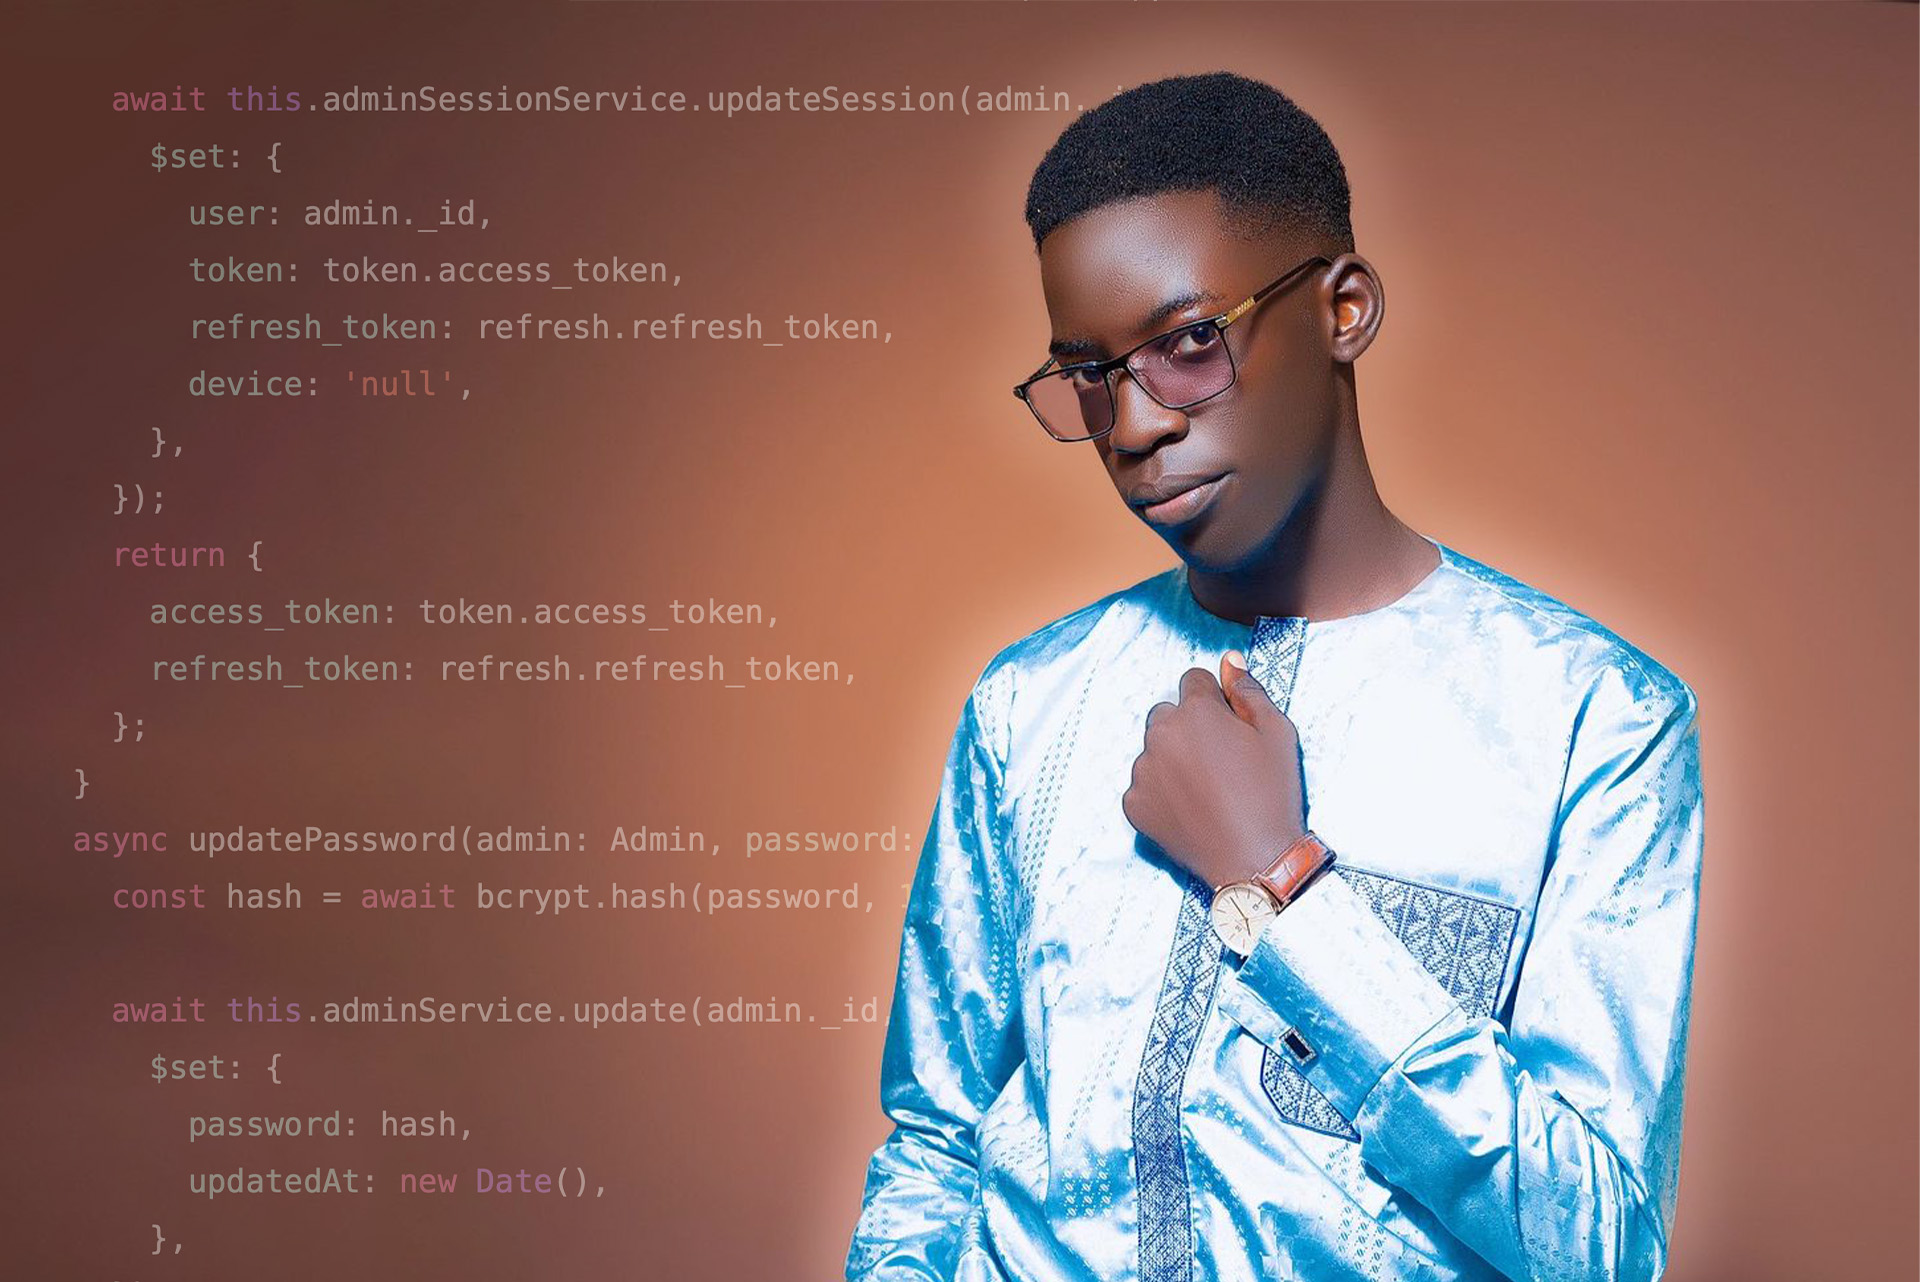 await this.adminSessionService.updateSession(admin.
$set: {
user: admin._id,
token: token.access_token,
refresh_token: refresh.refresh_token,
device: 'null',
},
});
return {
access_token: token.access_token,
refresh_token: refresh.refresh_token,
};
}
async updatePassword(admin: Admin, password:
const hash = await bcrypt.hash(password,
await this.adminService.update(admin._id
$set: {
password: hash,
updatedAt: new Date(),
},